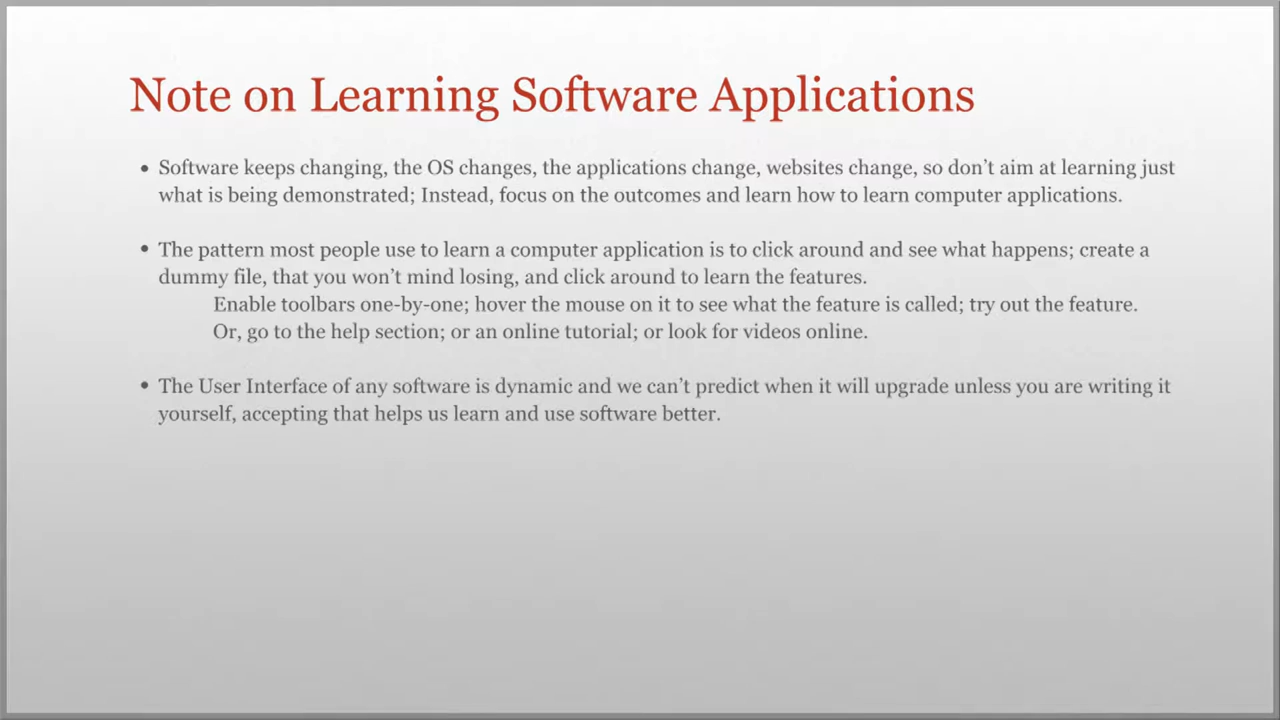 Note on Learning Software Applications
• Software keeps changing, the OS changes, the applications change, websites change, so don't aim at learning just
what is being demonstrated; Instead, focus on the outcomes and learn how to learn computer applications.
• The pattern most people use to learn a computer application is to click around and see what happens; create a
dummy file, that you won't mind losing, and click around to learn the features.
Enable toolbars one-by-one; hover the mouse on it to see what the feature is called; try out the feature.
Or, go to the help section; or an online tutorial; or look for videos online.
• The User Interface of any software is dynamic and we can't predict when it will upgrade unless you are writing it
yourself, accepting that helps us learn and use software better.